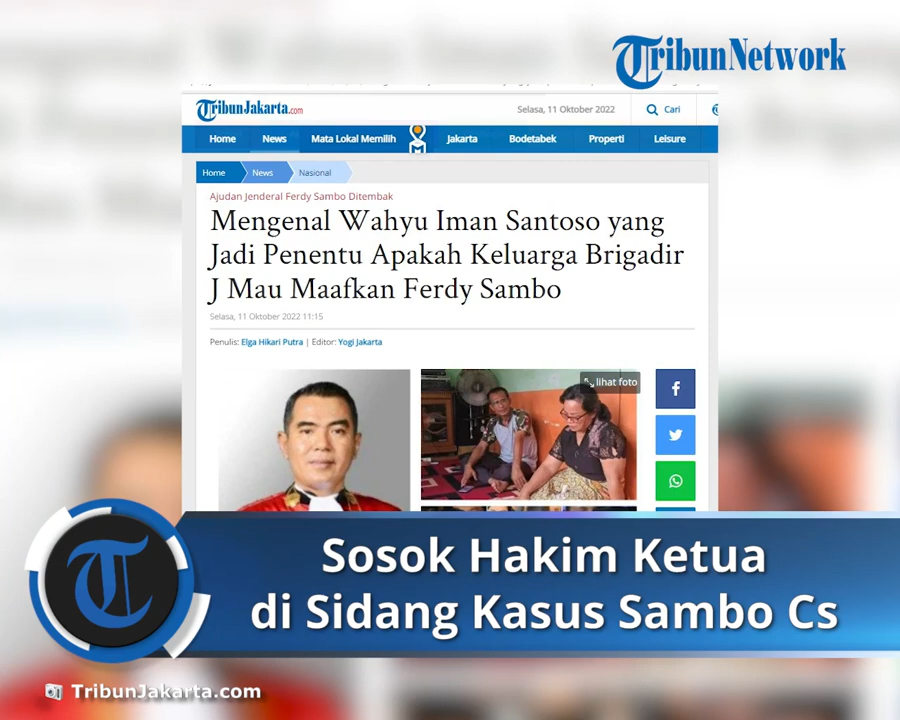 TribunNetwork
TribunJakarta.com
Selasa, 11 Oktober 2022
Cari
Home
News
Mata Lokal Memilih
Jakarta
Bodetabek
Properti
Leisure
Home
News
Nasional
Ajudan Jenderal Ferdy Sambo Ditembak
Mengenal Wahyu Iman Santoso yang
Jadi Penentu Apakah Keluarga Brigadir
J Mau Maafkan Ferdy Sambo
Selasa, 11 Oktober 2022 11:15
Penulis: Elga Hikari Putra | Editor: Yogi Jakarta
lihat foto
Sosok Hakim Ketua
di Sidang Kasus Sambo Cs
TribunJakarta.com